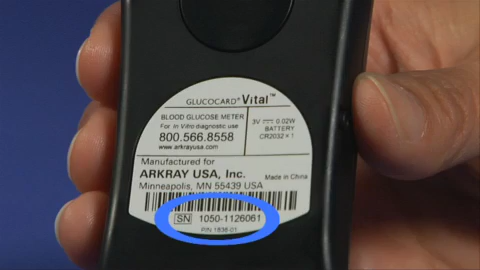 GLUCOCARD® Vital™
BLOOD GLUCOSE METER
For In Vitro diagnostic use
800.566.8558
www.arkrayusa.com
3V 0.02W
BATTERY
CR2032 × 1
Manufactured for
ARKRAY USA, Inc.
Made in China
Minneapolis, MN 55439 USA
SN 1050-1126061
P/N 1836-01